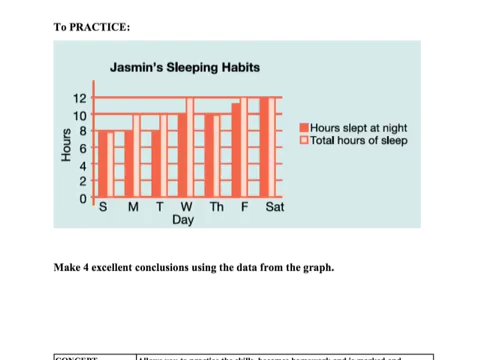 To PRACTICE:
Jasmin's Sleeping Habits
12
10
8
6
4
2
0
Hours
S M T W Th F Sat
Day
Hours slept at night
Total hours of sleep
Make 4 excellent conclusions using the data from the graph.